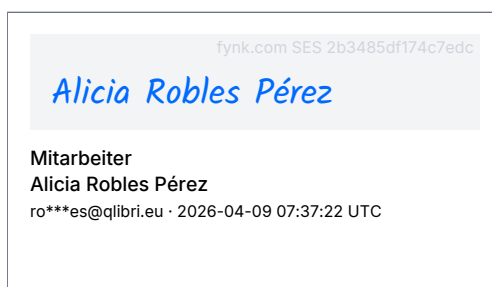 fynk.com SES 2b3485df174c7edc
Alicia Robles Pérez
Mitarbeiter
Alicia Robles Pérez
ro***es@qlibri.eu · 2026-04-09 07:37:22 UTC